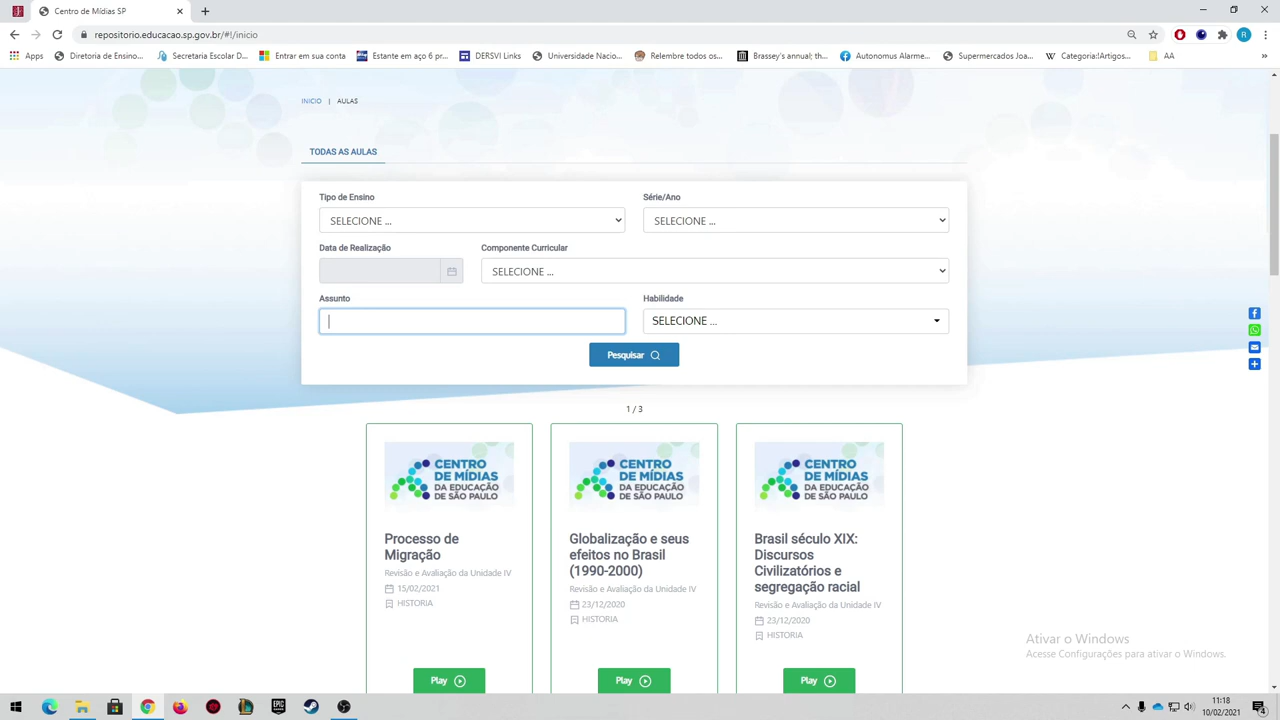 Centro de Mídias SP
repositorio.educacao.sp.gov.br/#!/inicio
Apps
Diretoria de Ensino...
Secretaria Escolar D...
Entrar em sua conta
Estante em aço 6 pr...
DERSVI Links
Universidade Nacio...
Relembre todos os...
Brassey's annual; th...
Autonomus Alarme...
Supermercados Joa...
Categoria:!Artigos...
AA
R
INICIO | AULAS
TODAS AS AULAS
Tipo de Ensino
Série/Ano
SELECIONE ...
SELECIONE ...
Data de Realização
Componente Curricular
SELECIONE ...
Assunto
Habilidade
SELECIONE ...
Pesquisar
1 / 3
CENTRO
DE MÍDIAS
DA EDUCAÇÃO
DE SÃO PAULO
Processo de
Migração
Revisão e Avaliação da Unidade IV
15/02/2021
HISTORIA
Play
CENTRO
DE MÍDIAS
DA EDUCAÇÃO
DE SÃO PAULO
Globalização e seus
efeitos no Brasil
(1990-2000)
Revisão e Avaliação da Unidade IV
23/12/2020
HISTORIA
Play
CENTRO
DE MÍDIAS
DA EDUCAÇÃO
DE SÃO PAULO
Brasil século XIX:
Discursos
Civilizatórios e
segregação racial
Revisão e Avaliação da Unidade IV
23/12/2020
HISTORIA
Play
Ativar o Windows
Acesse Configurações para ativar o Windows.
EPIC
11:18
10/02/2021
4